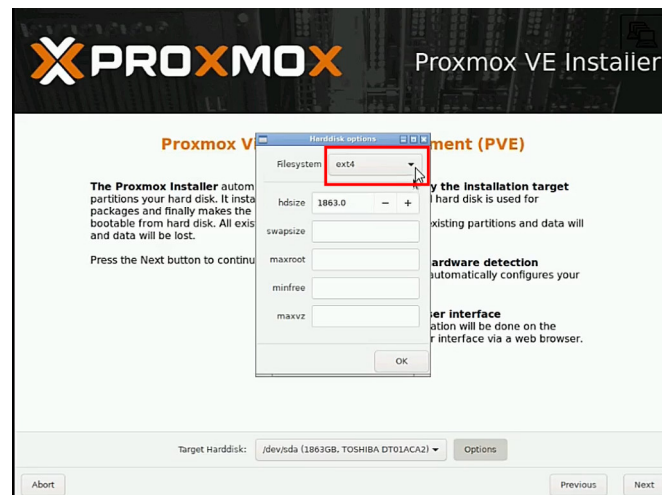 PROXMOX
Proxmox VE Installer
Proxmox V
ment (PVE)
Harddisk options
Filesystem
ext4
hdsize
1863.0
- +
swapsize
maxroot
minfree
maxvz
OK
The Proxmox Installer autom
partitions your hard disk. It insta
packages and finally makes the
bootable from hard disk. All exis
and data will be lost.
Press the Next button to continu
y the installation target
hard disk is used for
existing partitions and data will
ardware detection
automatically configures your
ser interface
ation will be done on the
r interface via a web browser.
Target Harddisk:
/dev/sda (1863GB, TOSHIBA DT01ACA2)
Options
Abort
Previous
Next